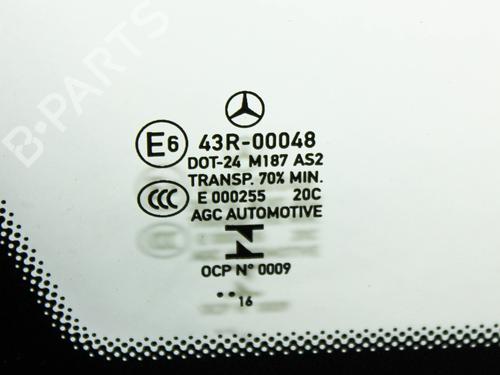 B-PARTS
E6
43R-00048
DOT-24 M187 AS2
TRANSP. 70% MIN.
CCC
E 000255 20C
AGC AUTOMOTIVE
OCP N° 0009
··16